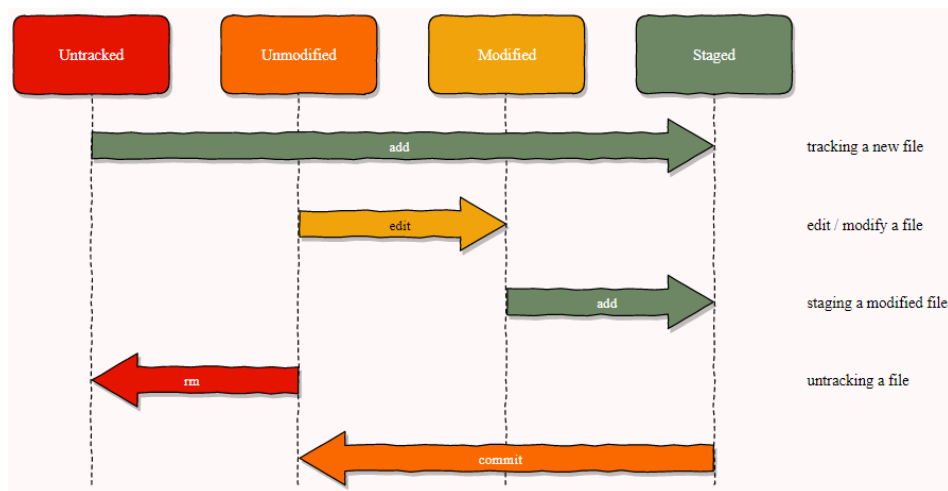 Untracked
Unmodified
Modified
Staged
add
tracking a new file
edit
edit / modify a file
add
staging a modified file
rm
untracking a file
commit